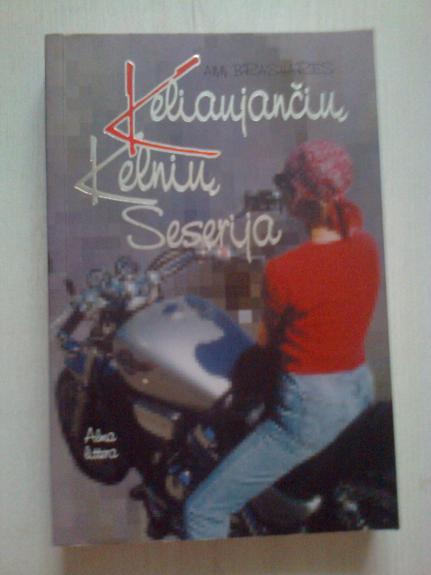 ANN BRASHARES
Keliaujančių
Kelnių
Seserija
Alma
littera